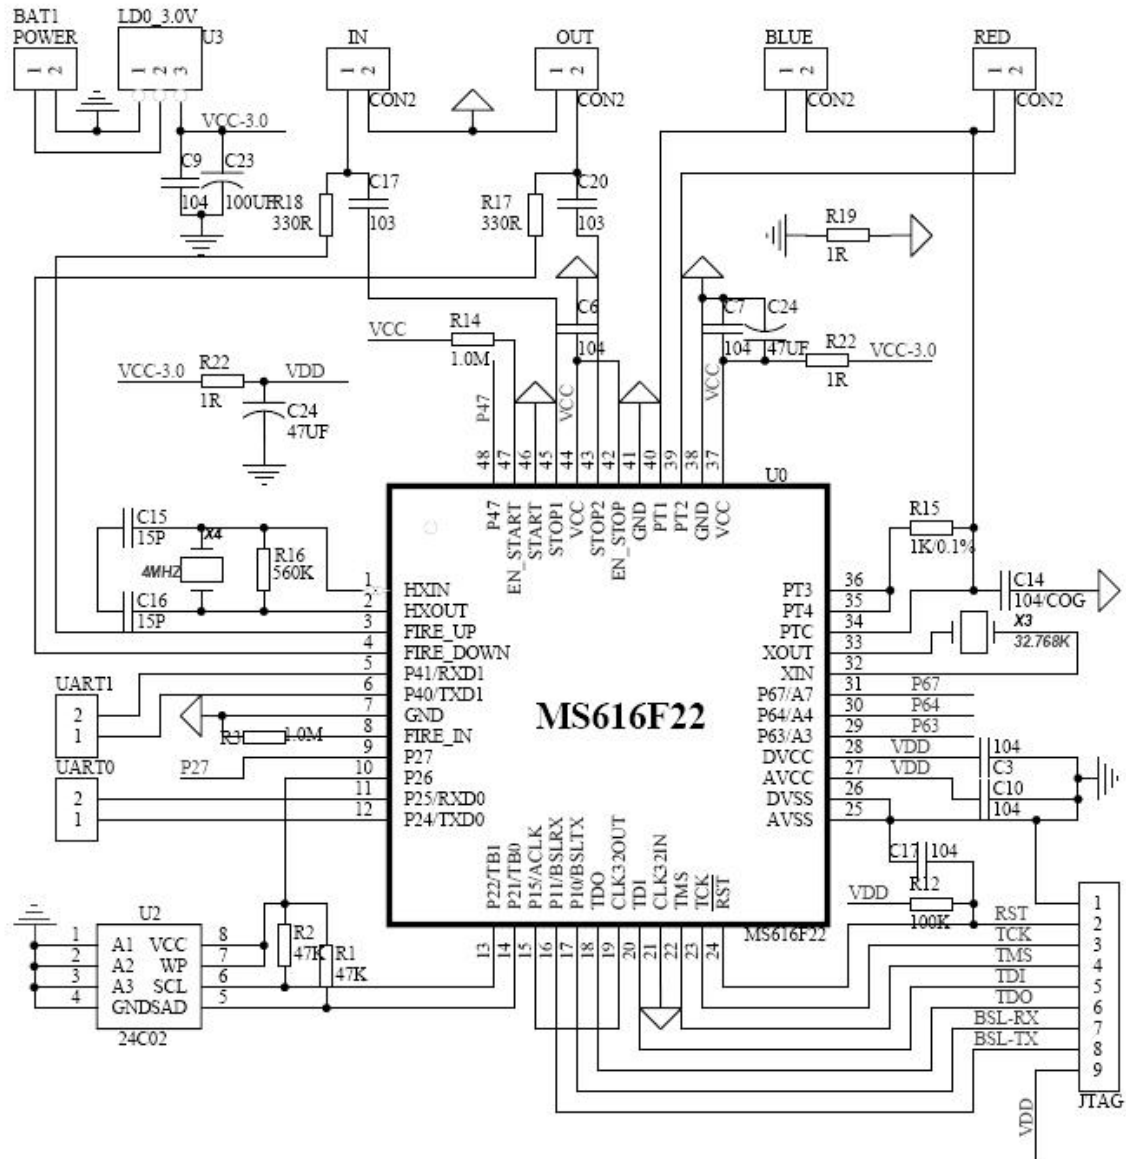 BAT1 LD0_3.0V
POWER U3 IN OUT BLUE RED
1 2 1 2 3 1 2 1 2 1 2 1 2
CON2 CON2 CON2 CON2
VCC-3.0
C9 C23 C17 C20
104 100UF R18 R17 R19
330R 103 330R 103
1R
C6 C7 C24
VCC R14 104 104 47UF R22 VCC-3.0
1.0M 1R
VCC-3.0 R22 VDD
1R C24
47UF
P47 VCC VCC
48 47 46 45 44 43 42 41 40 39 38 37
U0
P47 EN_START START STOP1 VCC STOP2 EN_STOP GND PT1 PT2 GND VCC
C15 15P X4 4MHZ R16 560K
C16 15P
R15
1K/0.1%
C14
104/COG
X3
32.768K
1 HXIN
2 HXOUT
3 FIRE_UP
4 FIRE_DOWN
5 P41/RXD1
6 P40/TXD1
7 GND
8 FIRE_IN
9 P27
10 P26
11 P25/RXD0
12 P24/TXD0
MS616F22
PT3 36
PT4 35
PTC 34
XOUT 33
XIN 32
P67/A7 31 P67
P64/A4 30 P64
P63/A3 29 P63
DVCC 28 VDD 104
AVCC 27 VDD C3
DVSS 26 C10
AVSS 25 104
UART1
2
1
1.0M
P27
UART0
2
1
P22/TB1 P21/TB0 P15/ACLK P11/BSLRX P10/BSLTX TDO CLK32OUT TDI CLK32IN TMS TCK RST
13 14 15 16 17 18 19 20 21 22 23 24
MS616F22
C17 104
VDD R12
100K
U2
1 A1 VCC 8
2 A2 WP 7
3 A3 SCL 6
4 GND SAD 5
24C02
R2 47K
R1 47K
1
RST 2
TCK 3
TMS 4
TDI 5
TDO 6
BSL-RX 7
BSL-TX 8
9
JTAG
VDD